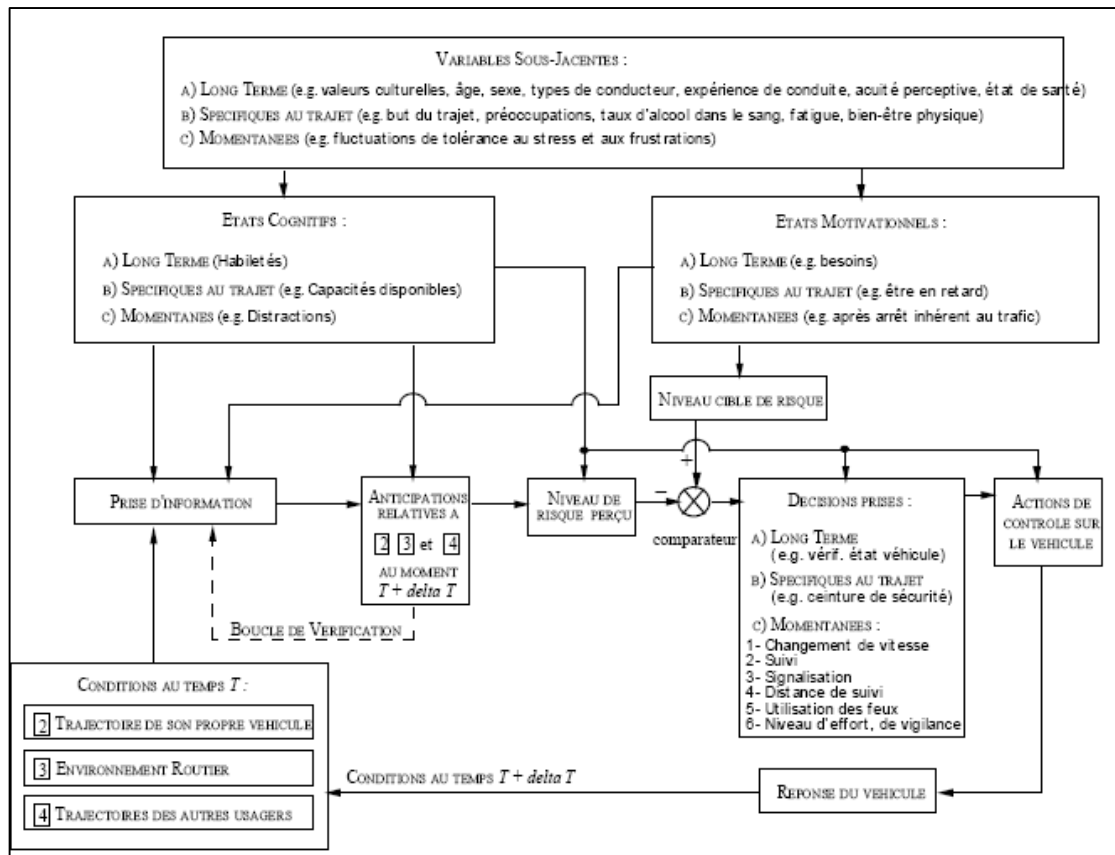 VARIABLES SOUS-JACENTES :
A) LONG TERME (e.g. valeurs culturelles, âge, sexe, types de conducteur, expérience de conduite, acuité perceptive, état de santé)
B) SPECIFIQUES AU TRAJET (e.g. but du trajet, préoccupations, taux d'alcool dans le sang, fatigue, bien-être physique)
C) MOMENTANEES (e.g. fluctuations de tolérance au stress et aux frustrations)
ETATS COGNITIFS :
A) LONG TERME (Habiletés)
B) SPECIFIQUES AU TRAJET (e.g. Capacités disponibles)
C) MOMENTANES (e.g. Distractions)
ETATS MOTIVATIONNELS :
A) LONG TERME (e.g. besoins)
B) SPECIFIQUES AU TRAJET (e.g. être en retard)
C) MOMENTANEES (e.g. après arrêt inhérent au trafic)
NIVEAU CIBLE DE RISQUE
PRISE D'INFORMATION
ANTICIPATIONS
RELATIVES A
2 3 et 4
AU MOMENT
T + delta T
NIVEAU DE
RISQUE PERÇU
+
−
comparateur
DECISIONS PRISES :
A) LONG TERME
(e.g. vérif. état véhicule)
B) SPECIFIQUES AU TRAJET
(e.g. ceinture de sécurité)
C) MOMENTANEES :
1- Changement de vitesse
2- Suivi
3- Signalisation
4- Distance de suivi
5- Utilisation des feux
6- Niveau d'effort, de vigilance
ACTIONS DE
CONTROLE SUR
LE VEHICULE
BOUCLE DE VERIFICATION
CONDITIONS AU TEMPS T :
2 TRAJECTOIRE DE SON PROPRE VEHICULE
3 ENVIRONNEMENT ROUTIER
4 TRAJECTOIRES DES AUTRES USAGERS
CONDITIONS AU TEMPS T + delta T
REPONSE DU VEHICULE